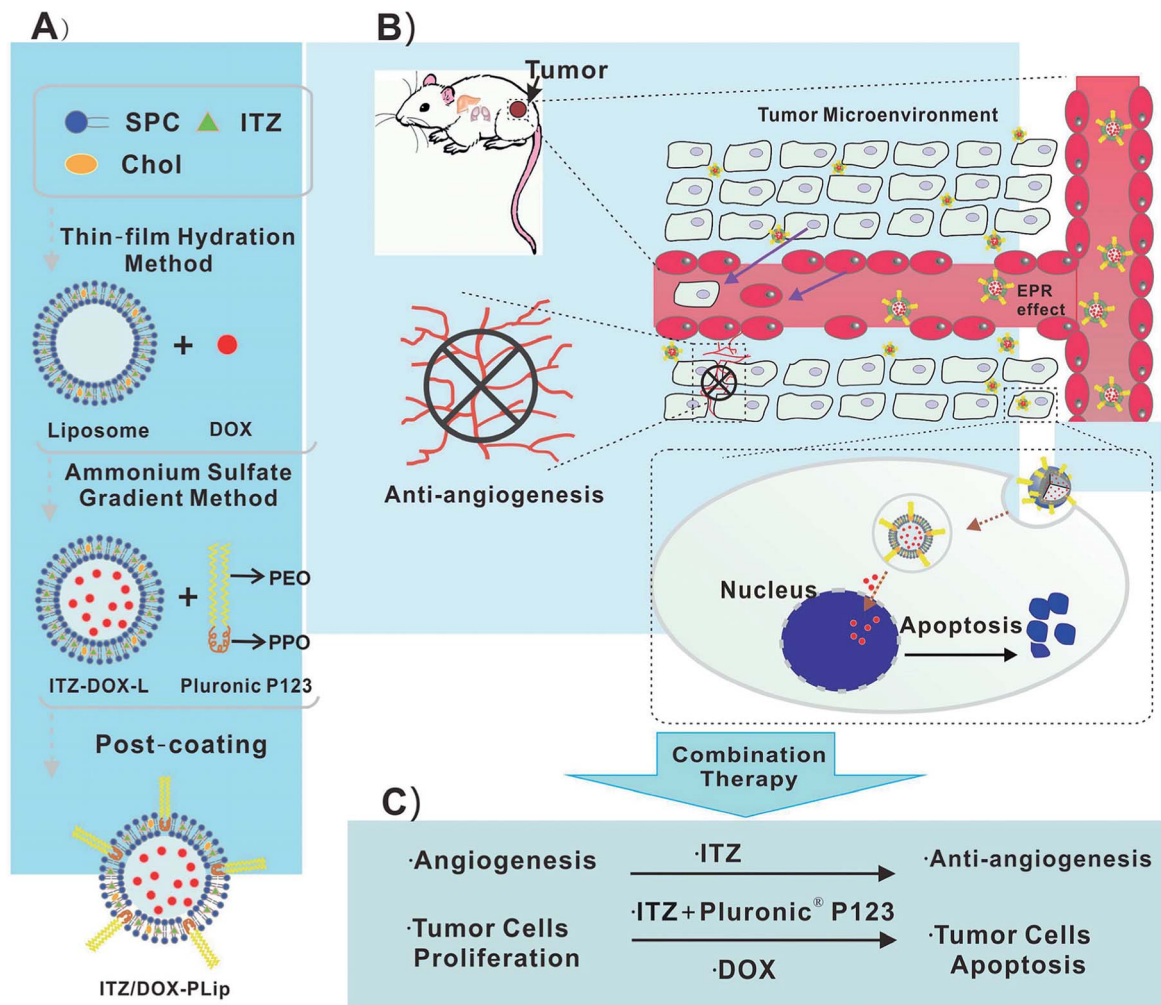 A)
SPC
ITZ
Chol
Thin-film Hydration
Method
+
Liposome
DOX
Ammonium Sulfate
Gradient Method
+
PEO
PPO
ITZ-DOX-L
Pluronic P123
Post-coating
ITZ/DOX-PLip
B)
Tumor
Tumor Microenvironment
EPR
effect
Anti-angiogenesis
Nucleus
Apoptosis
Combination
Therapy
C)
·Angiogenesis
·ITZ
·Anti-angiogenesis
·Tumor Cells
Proliferation
·ITZ+Pluronic® P123
·DOX
·Tumor Cells
Apoptosis